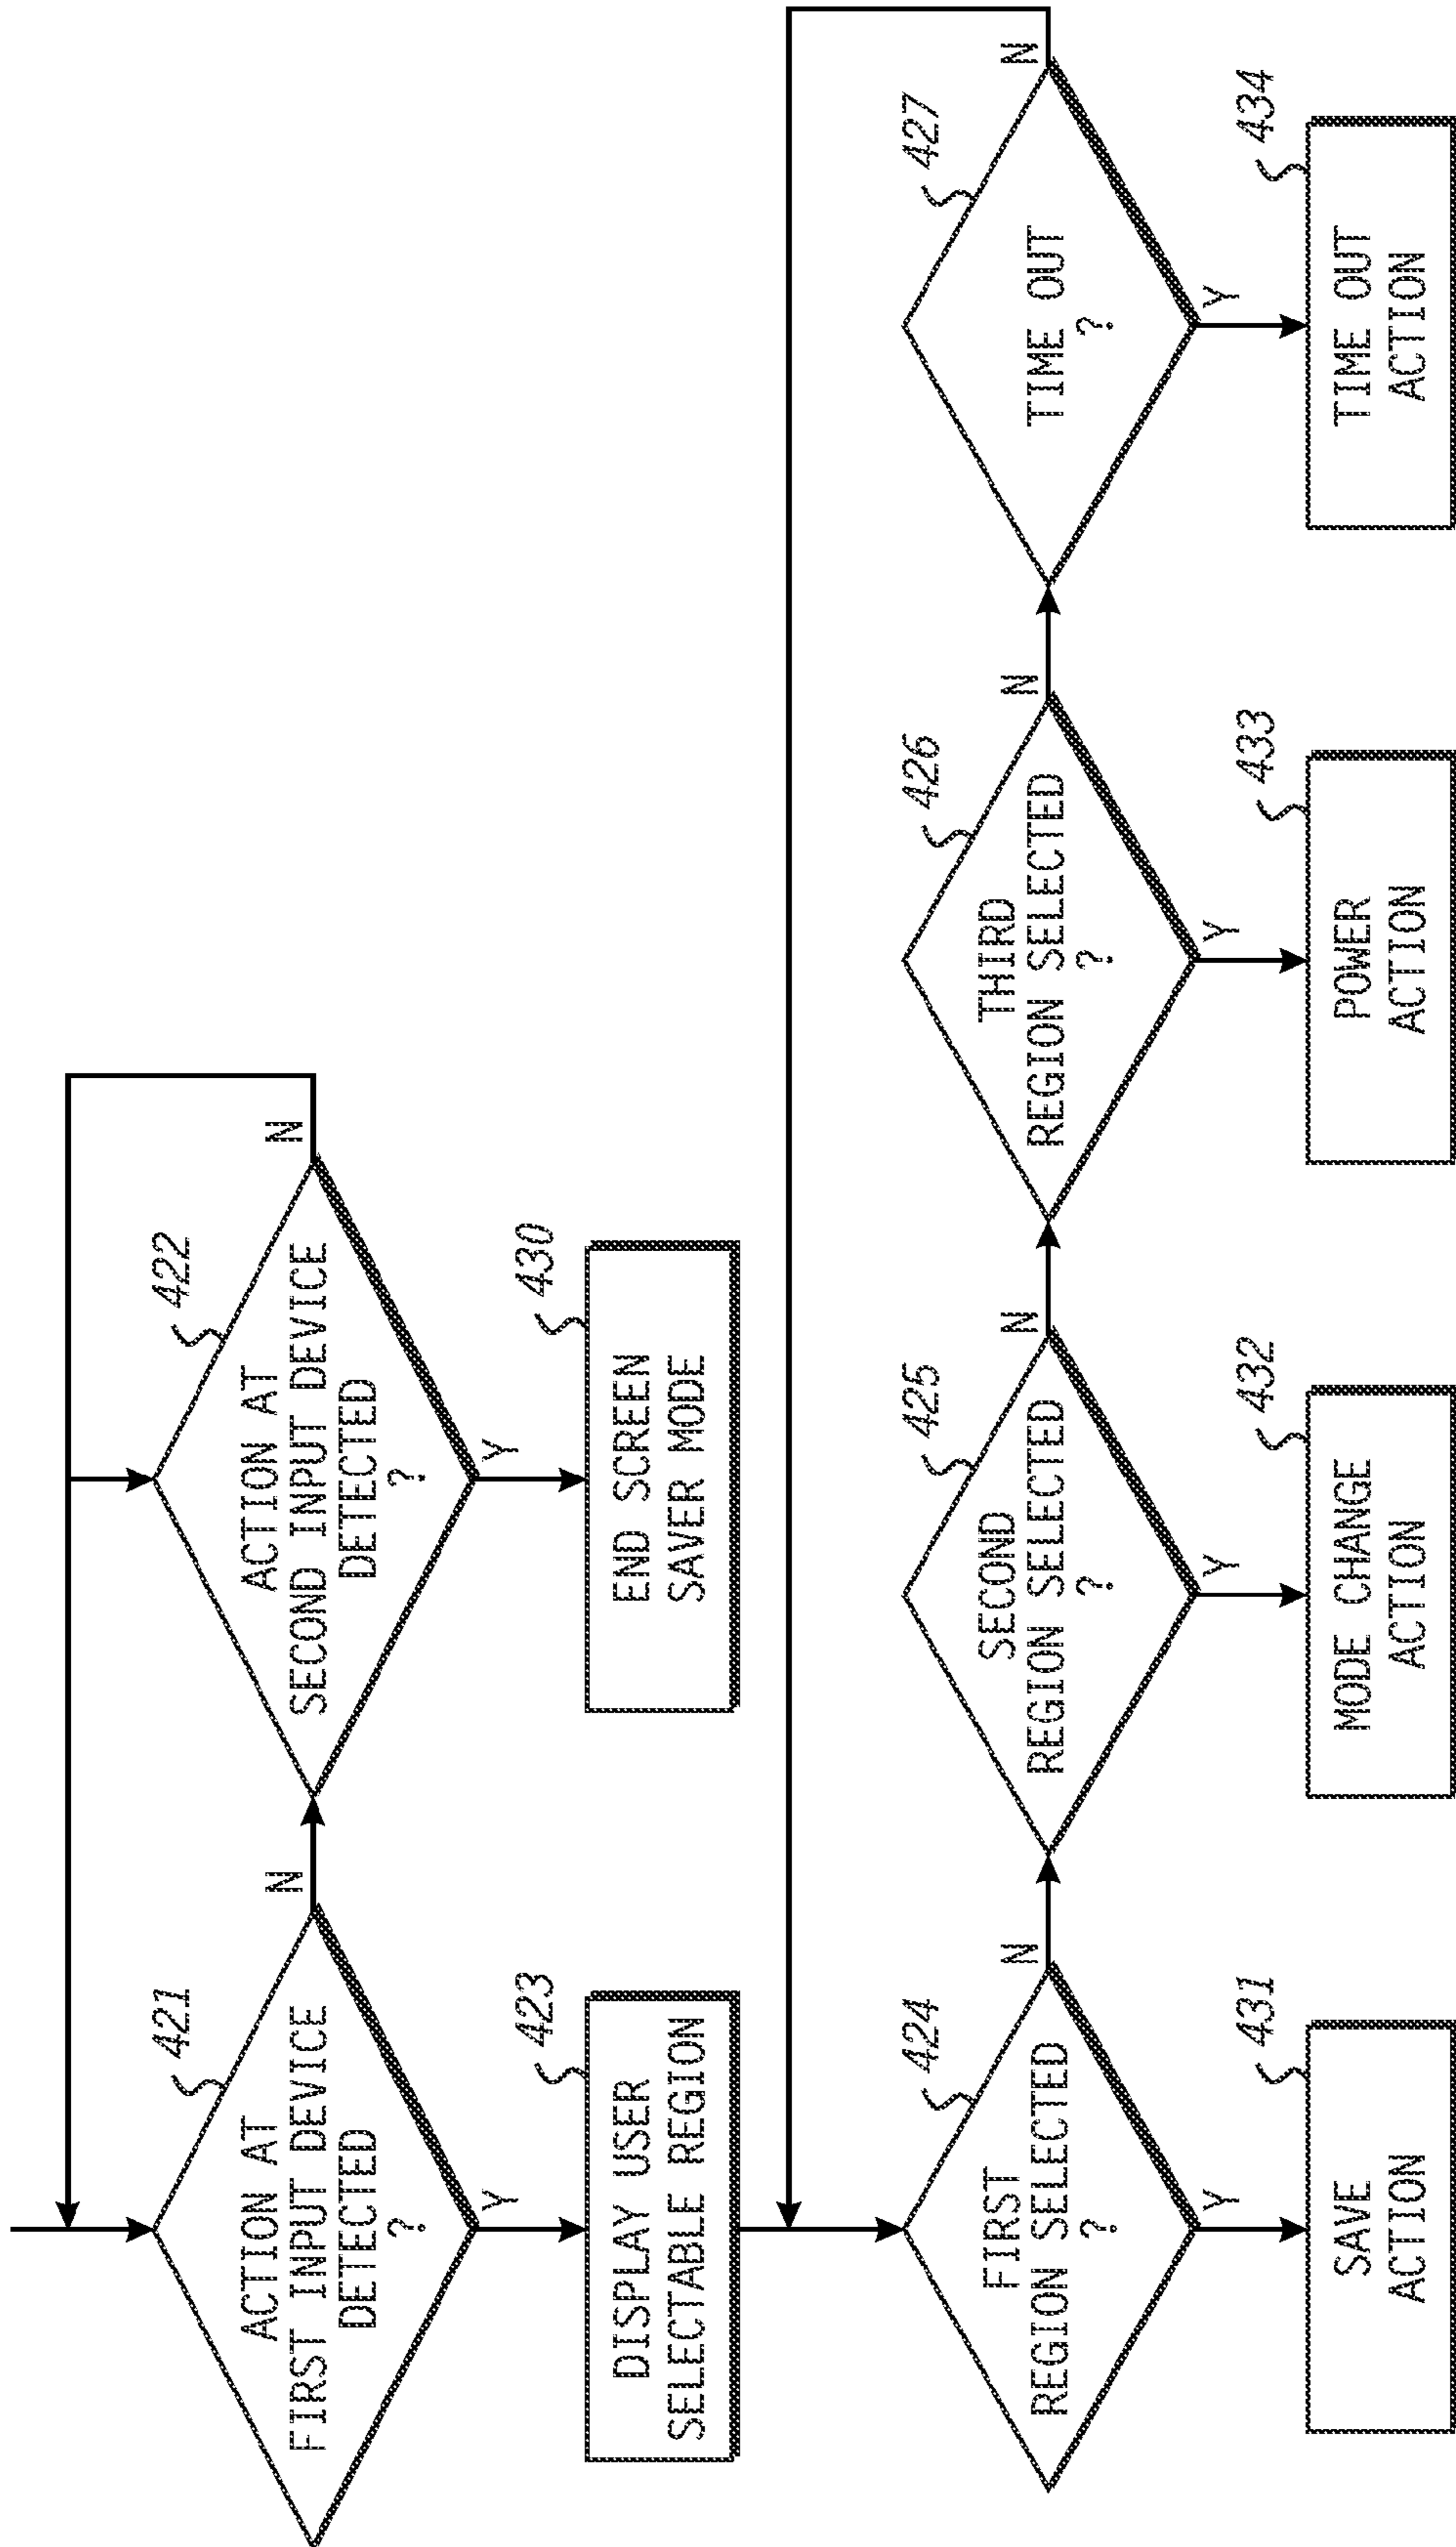 421
ACTION AT
FIRST INPUT DEVICE
DETECTED
?
N
Y
422
ACTION AT
SECOND INPUT DEVICE
DETECTED
?
N
Y
423
DISPLAY USER
SELECTABLE REGION
430
END SCREEN
SAVER MODE
424
FIRST
REGION SELECTED
?
N
Y
425
SECOND
REGION SELECTED
?
N
Y
426
THIRD
REGION SELECTED
?
N
Y
427
TIME OUT
?
N
Y
431
SAVE
ACTION
432
MODE CHANGE
ACTION
433
POWER
ACTION
434
TIME OUT
ACTION